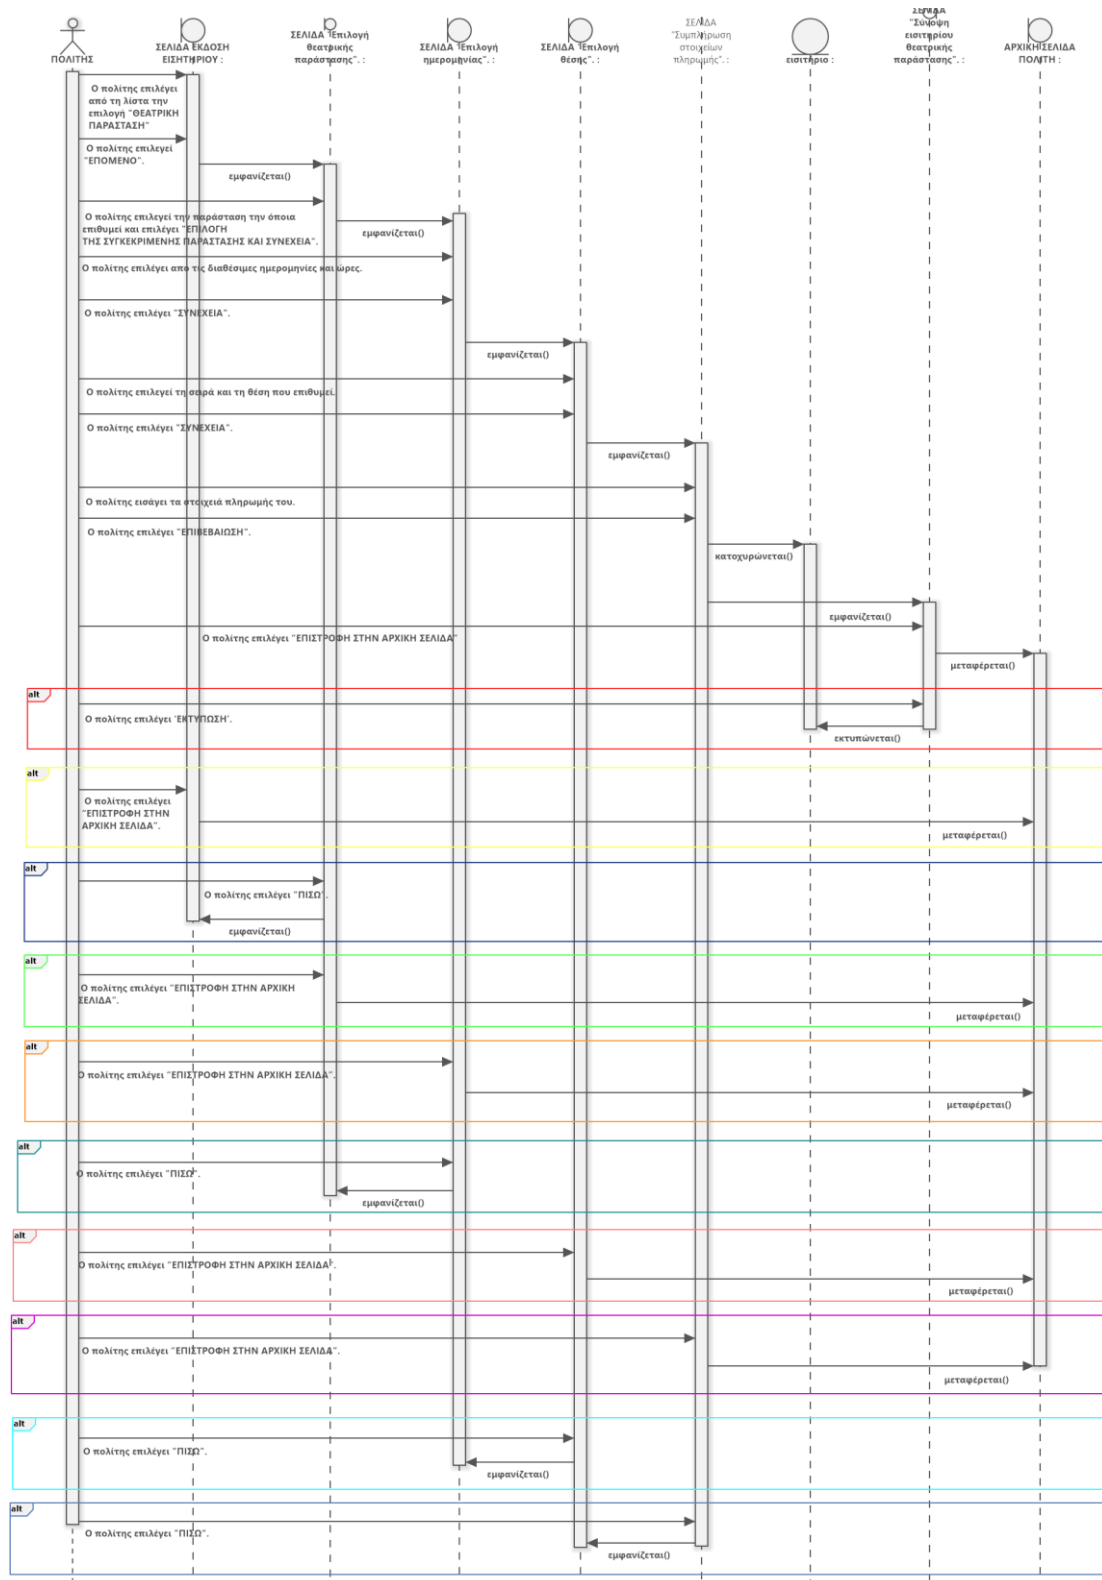 ΠΟΛΙΤΗΣ
ΣΕΛΙΔΑ ΕΚΔΟΣΗ
ΕΙΣΗΤΗΡΙΟΥ :
ΣΕΛΙΔΑ "Επιλογή
θεατρικής
παράστασης". :
ΣΕΛΙΔΑ "Επιλογή
ημερομηνίας". :
ΣΕΛΙΔΑ "Επιλογή
θέσης". :
ΣΕΛΙΔΑ
"Συμπλήρωση
στοιχείων
πληρωμής". :
εισιτήριο :
ΣΕΛΙΔΑ
"Σύνοψη
εισιτηρίου
θεατρικής
παράστασης". :
ΑΡΧΙΚΗ ΣΕΛΙΔΑ
ΠΟΛΙΤΗ :
Ο πολίτης επιλέγει
από τη λίστα την
επιλογή "ΘΕΑΤΡΙΚΗ
ΠΑΡΑΣΤΑΣΗ"
Ο πολίτης επιλεγεί
"ΕΠΟΜΕΝΟ".
εμφανίζεται()
Ο πολίτης επιλεγεί την παράσταση την όποια
επιθυμεί και επιλέγει "ΕΠΙΛΟΓΗ
ΤΗΣ ΣΥΓΚΕΚΡΙΜΕΝΗΣ ΠΑΡΑΣΤΑΣΗΣ ΚΑΙ ΣΥΝΕΧΕΙΑ".
εμφανίζεται()
Ο πολίτης επιλέγει από τις διαθέσιμες ημερομηνίες και ώρες.
Ο πολίτης επιλέγει "ΣΥΝΕΧΕΙΑ".
εμφανίζεται()
Ο πολίτης επιλεγεί τη σειρά και τη θέση που επιθυμεί.
Ο πολίτης επιλέγει "ΣΥΝΕΧΕΙΑ".
εμφανίζεται()
Ο πολίτης εισάγει τα στοιχειά πληρωμής του.
Ο πολίτης επιλέγει "ΕΠΙΒΕΒΑΙΩΣΗ".
κατοχυρώνεται()
εμφανίζεται()
Ο πολίτης επιλέγει "ΕΠΙΣΤΡΟΦΗ ΣΤΗΝ ΑΡΧΙΚΗ ΣΕΛΙΔΑ"
μεταφέρεται()
alt
Ο πολίτης επιλέγει 'ΕΚΤΥΠΩΣΗ'.
εκτυπώνεται()
alt
Ο πολίτης επιλέγει
"ΕΠΙΣΤΡΟΦΗ ΣΤΗΝ
ΑΡΧΙΚΗ ΣΕΛΙΔΑ".
μεταφέρεται()
alt
Ο πολίτης επιλέγει "ΠΙΣΩ".
εμφανίζεται()
alt
Ο πολίτης επιλέγει "ΕΠΙΣΤΡΟΦΗ ΣΤΗΝ ΑΡΧΙΚΗ
ΣΕΛΙΔΑ".
μεταφέρεται()
alt
Ο πολίτης επιλέγει "ΕΠΙΣΤΡΟΦΗ ΣΤΗΝ ΑΡΧΙΚΗ ΣΕΛΙΔΑ".
μεταφέρεται()
alt
Ο πολίτης επιλέγει "ΠΙΣΩ".
εμφανίζεται()
alt
Ο πολίτης επιλέγει "ΕΠΙΣΤΡΟΦΗ ΣΤΗΝ ΑΡΧΙΚΗ ΣΕΛΙΔΑ".
μεταφέρεται()
alt
Ο πολίτης επιλέγει "ΕΠΙΣΤΡΟΦΗ ΣΤΗΝ ΑΡΧΙΚΗ ΣΕΛΙΔΑ".
μεταφέρεται()
alt
Ο πολίτης επιλέγει "ΠΙΣΩ".
εμφανίζεται()
alt
Ο πολίτης επιλέγει "ΠΙΣΩ".
εμφανίζεται()